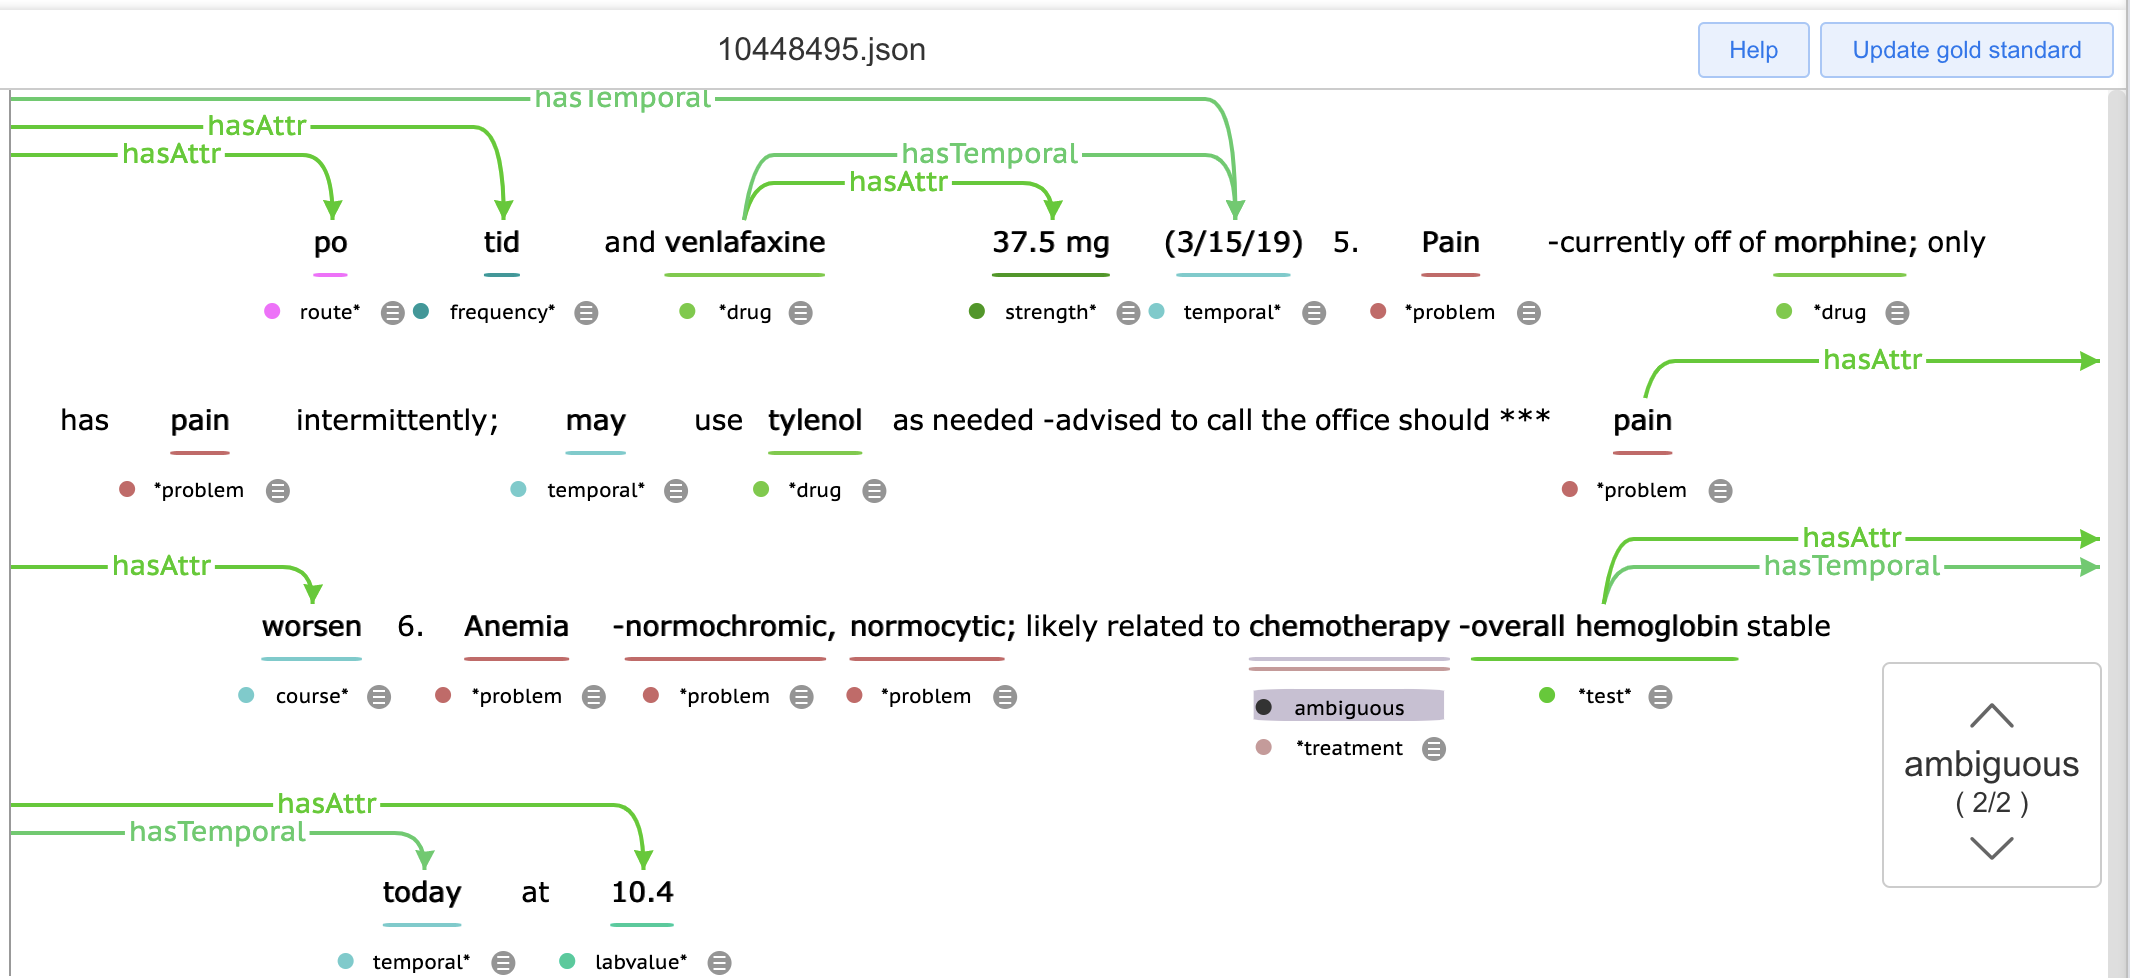 10448495.json
Help
Update gold standard
hasTemporal
hasAttr
hasAttr
hasTemporal
hasAttr
po tid and venlafaxine 37.5 mg (3/15/19) 5. Pain -currently off of morphine; only
route* frequency* *drug strength* temporal* *problem *drug
hasAttr
has pain intermittently; may use tylenol as needed -advised to call the office should *** pain
*problem temporal* *drug *problem
hasAttr
hasTemporal
hasAttr
worsen 6. Anemia -normochromic, normocytic; likely related to chemotherapy -overall hemoglobin stable
course* *problem *problem *problem ambiguous *test*
*treatment
ambiguous
( 2/2 )
hasAttr
hasTemporal
today at 10.4
temporal* labvalue*